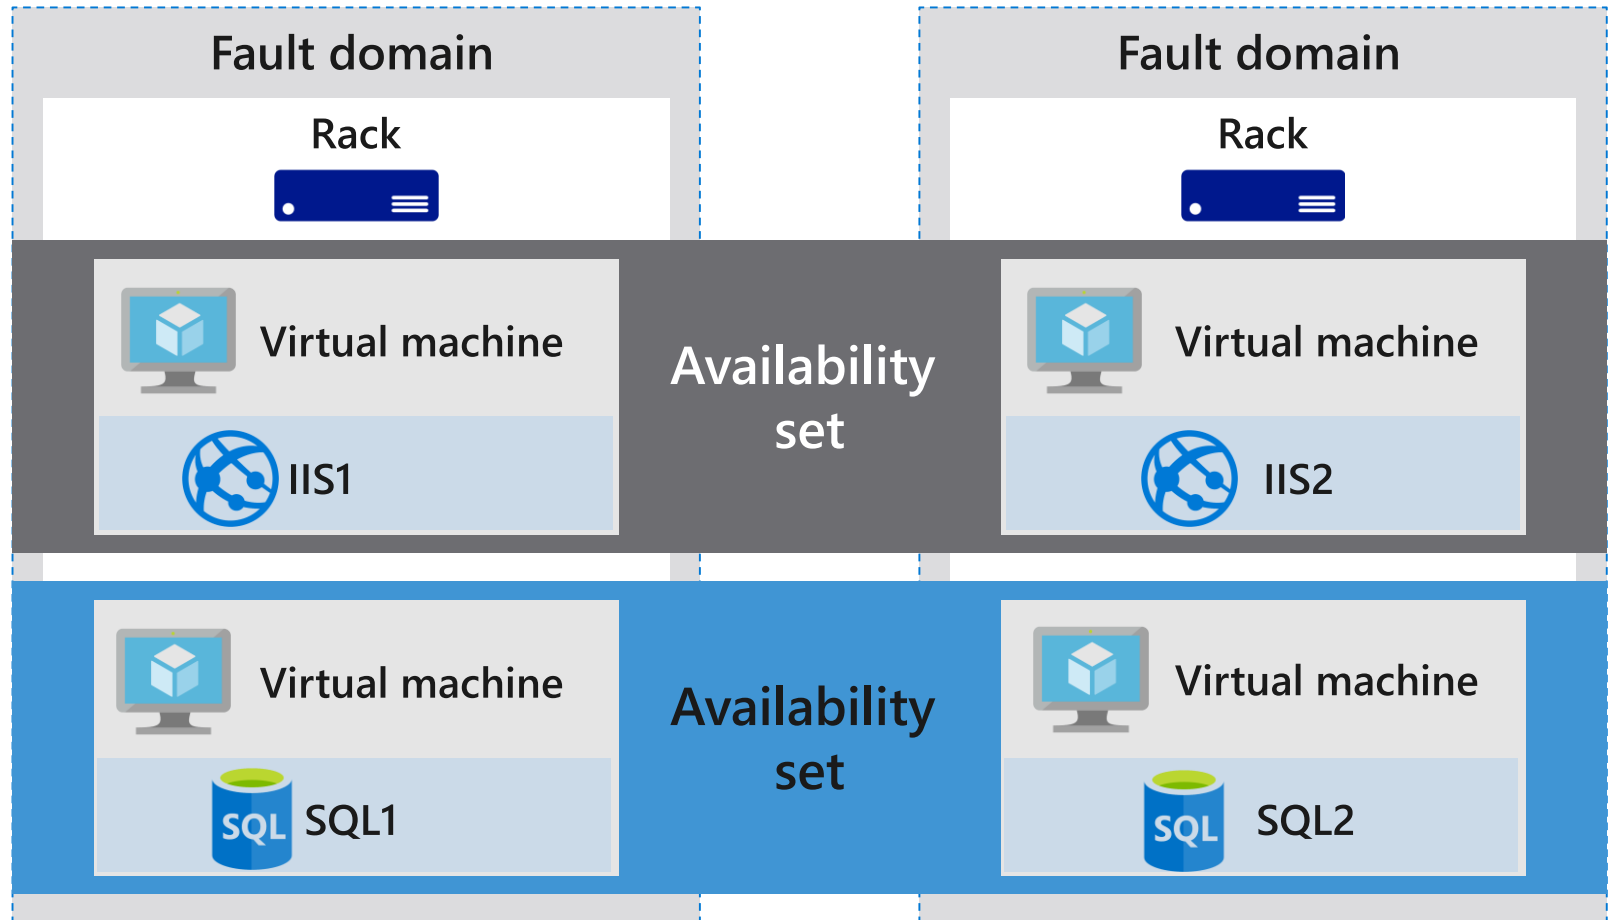 Fault domain
Fault domain
Rack
Rack
Virtual machine
Availability
set
Virtual machine
IIS1
IIS2
Virtual machine
Availability
set
Virtual machine
SQL SQL1
SQL SQL2